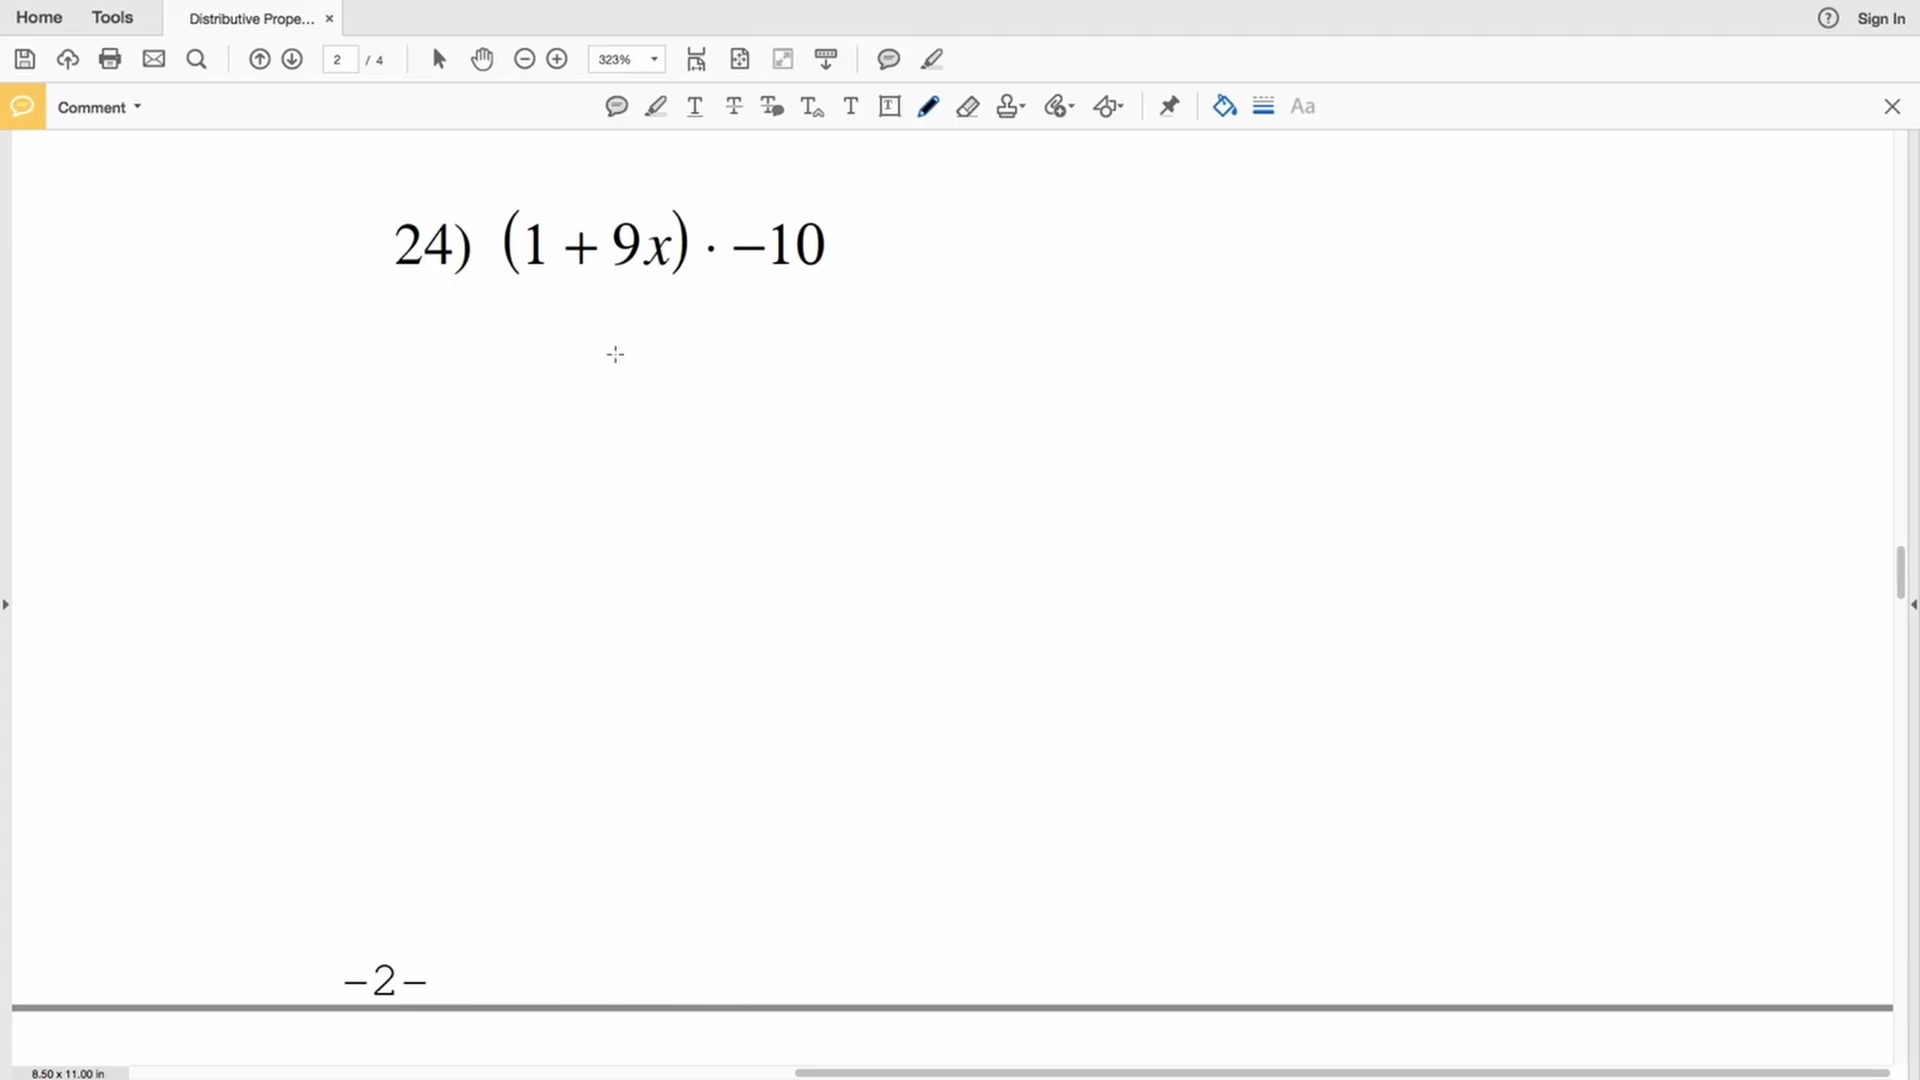 Home Tools Distributive Prope... × ? Sign In
2 / 4 323%
Comment T T T T T T Aa
24) (1 + 9x) · −10
-2-
8.50 x 11.00 in